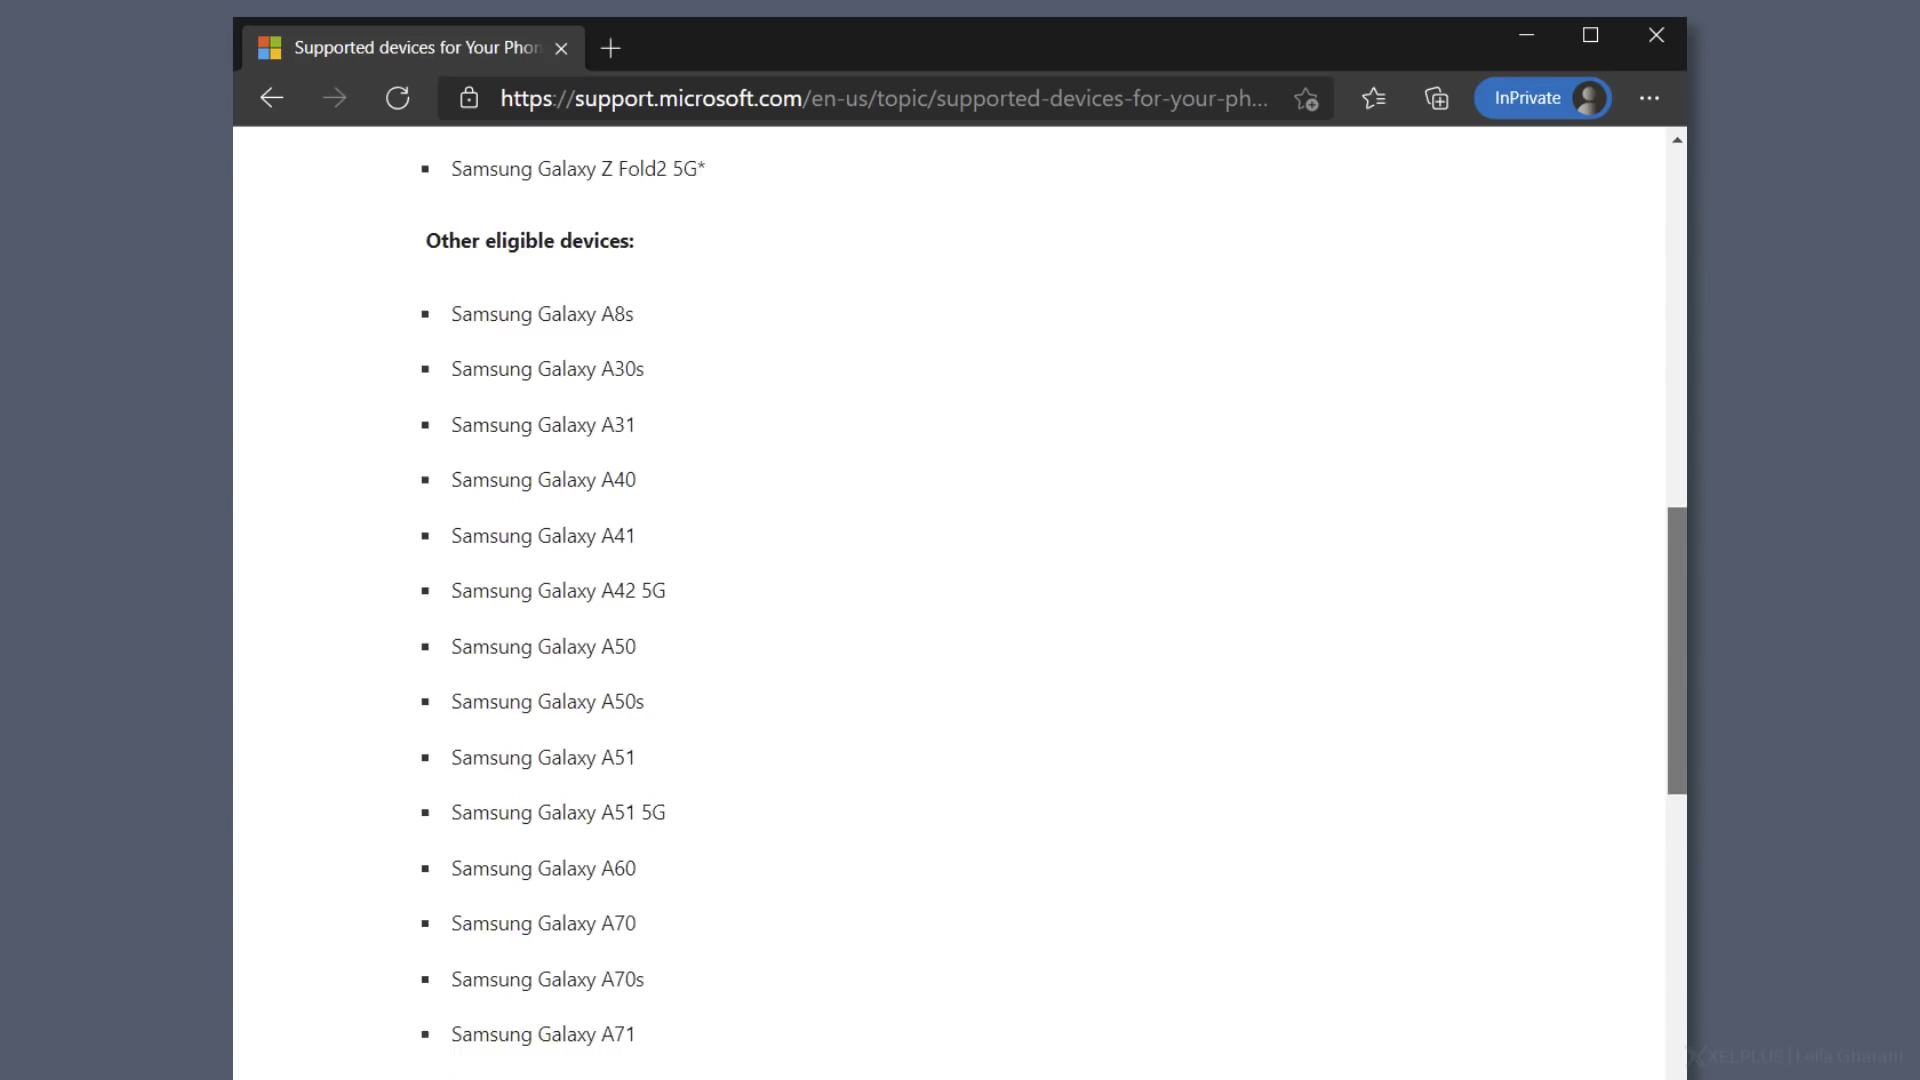 Supported devices for Your Phon
https://support.microsoft.com/en-us/topic/supported-devices-for-your-ph...
InPrivate
Samsung Galaxy Z Fold2 5G*
Other eligible devices:
Samsung Galaxy A8s
Samsung Galaxy A30s
Samsung Galaxy A31
Samsung Galaxy A40
Samsung Galaxy A41
Samsung Galaxy A42 5G
Samsung Galaxy A50
Samsung Galaxy A50s
Samsung Galaxy A51
Samsung Galaxy A51 5G
Samsung Galaxy A60
Samsung Galaxy A70
Samsung Galaxy A70s
Samsung Galaxy A71
XELPLUS | Leila Gharani